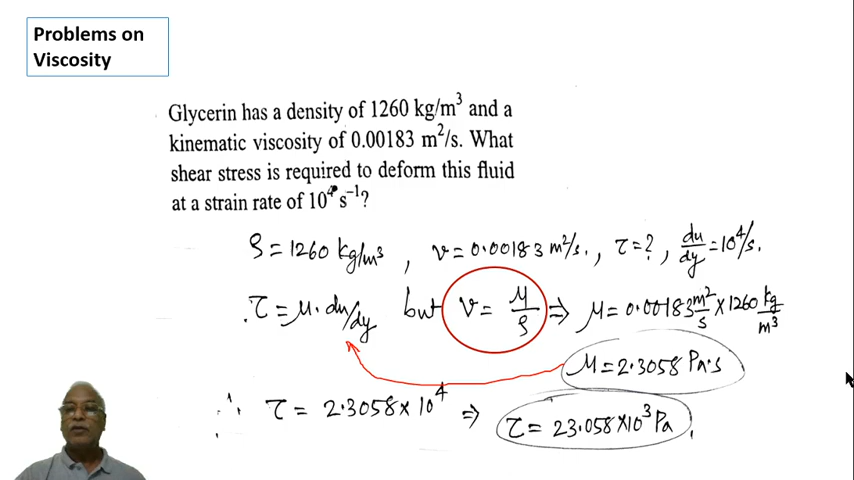 Problems on
Viscosity
Glycerin has a density of 1260 kg/m³ and a
kinematic viscosity of 0.00183 m²/s. What
shear stress is required to deform this fluid
at a strain rate of 10⁴ s⁻¹?
ρ = 1260 kg/m³, ν = 0.00183 m²/s., τ = ?, du/dy = 10⁴/s.
τ = μ. du/dy but ν = μ/ρ ⇒ μ = 0.00183 m²/s × 1260 kg/m³
μ = 2.3058 Pa·s
∴ τ = 2.3058 × 10⁴ ⇒ τ = 23.058 × 10³ Pa.